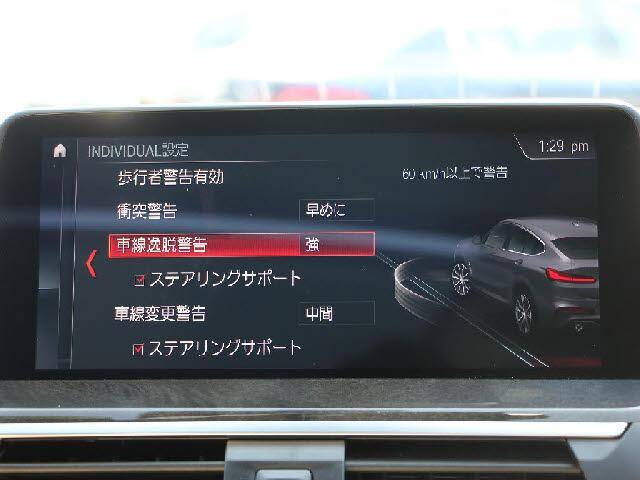 INDIVIDUAL設定
1:29 pm
歩行者警告有効
60 km/h以上で警告
衝突警告 早めに
車線逸脱警告 強
ステアリングサポート
車線変更警告 中間
ステアリングサポート